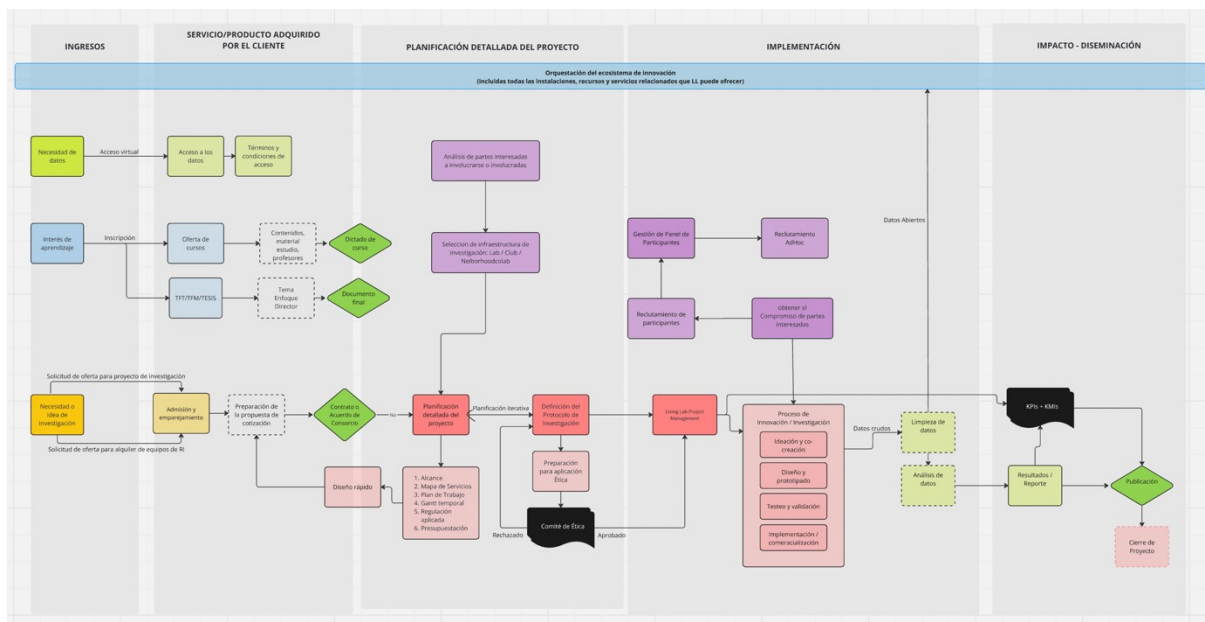 INGRESOS
SERVICIO/PRODUCTO ADQUIRIDO
POR EL CLIENTE
PLANIFICACIÓN DETALLADA DEL PROYECTO
IMPLEMENTACIÓN
IMPACTO - DISEMINACIÓN
Orquestación del ecosistema de innovación
(incluidas todas las instalaciones, recursos y servicios relacionados que LL puede ofrecer)
Necesidad de
datos
Acceso virtual
Acceso a los
datos
Términos y
condiciones de
acceso
Análisis de partes interesadas
a involucrarse o involucradas
Datos Abiertos
Interés de
aprendizaje
Inscripción
Oferta de
cursos
Contenidos,
material
estudio,
profesores
Dictado de
curso
Seleccion de infraestructura de
investigación: Lab / Club /
Neiborhoodcolab
Gestión de Panel de
Participantes
Reclutamiento
AdHoc
TFT/TFM/TESIS
Tema
Enfoque
Director
Documento
final
Reclutamiento de
participantes
obtener el
Compromiso de partes
interesadas
Solicitud de oferta para proyecto de investigación
Necesidad o
idea de
investigación
Solicitud de oferta para alquiler de equipos de RI
Admisión y
emparejamiento
Preparación de
la propuesta de
cotización
Contrato o
Acuerdo de
Consorcio
No
Planificación
detallada del
proyecto
Planificación iterativa
Definición del
Protocolo de
Investigación
Living Lab Project
Management
Proceso de
Innovación / Investigación
Ideación y co-
creación
Diseño y
prototipado
Testeo y validación
Implementación /
comeracialización
Datos crudos
Limpieza de
datos
Análisis de
datos
KPIs + KMIs
Resultados /
Reporte
Publicación
Cierre de
Proyecto
Diseño rápido
1. Alcance
2. Mapa de Servicios
3. Plan de Trabajo
4. Gantt temporal
5. Regulación
aplicada
6. Presupuestación
Preparación
para aplicación
Ética
Comité de Ética
Rechazado
Aprobado